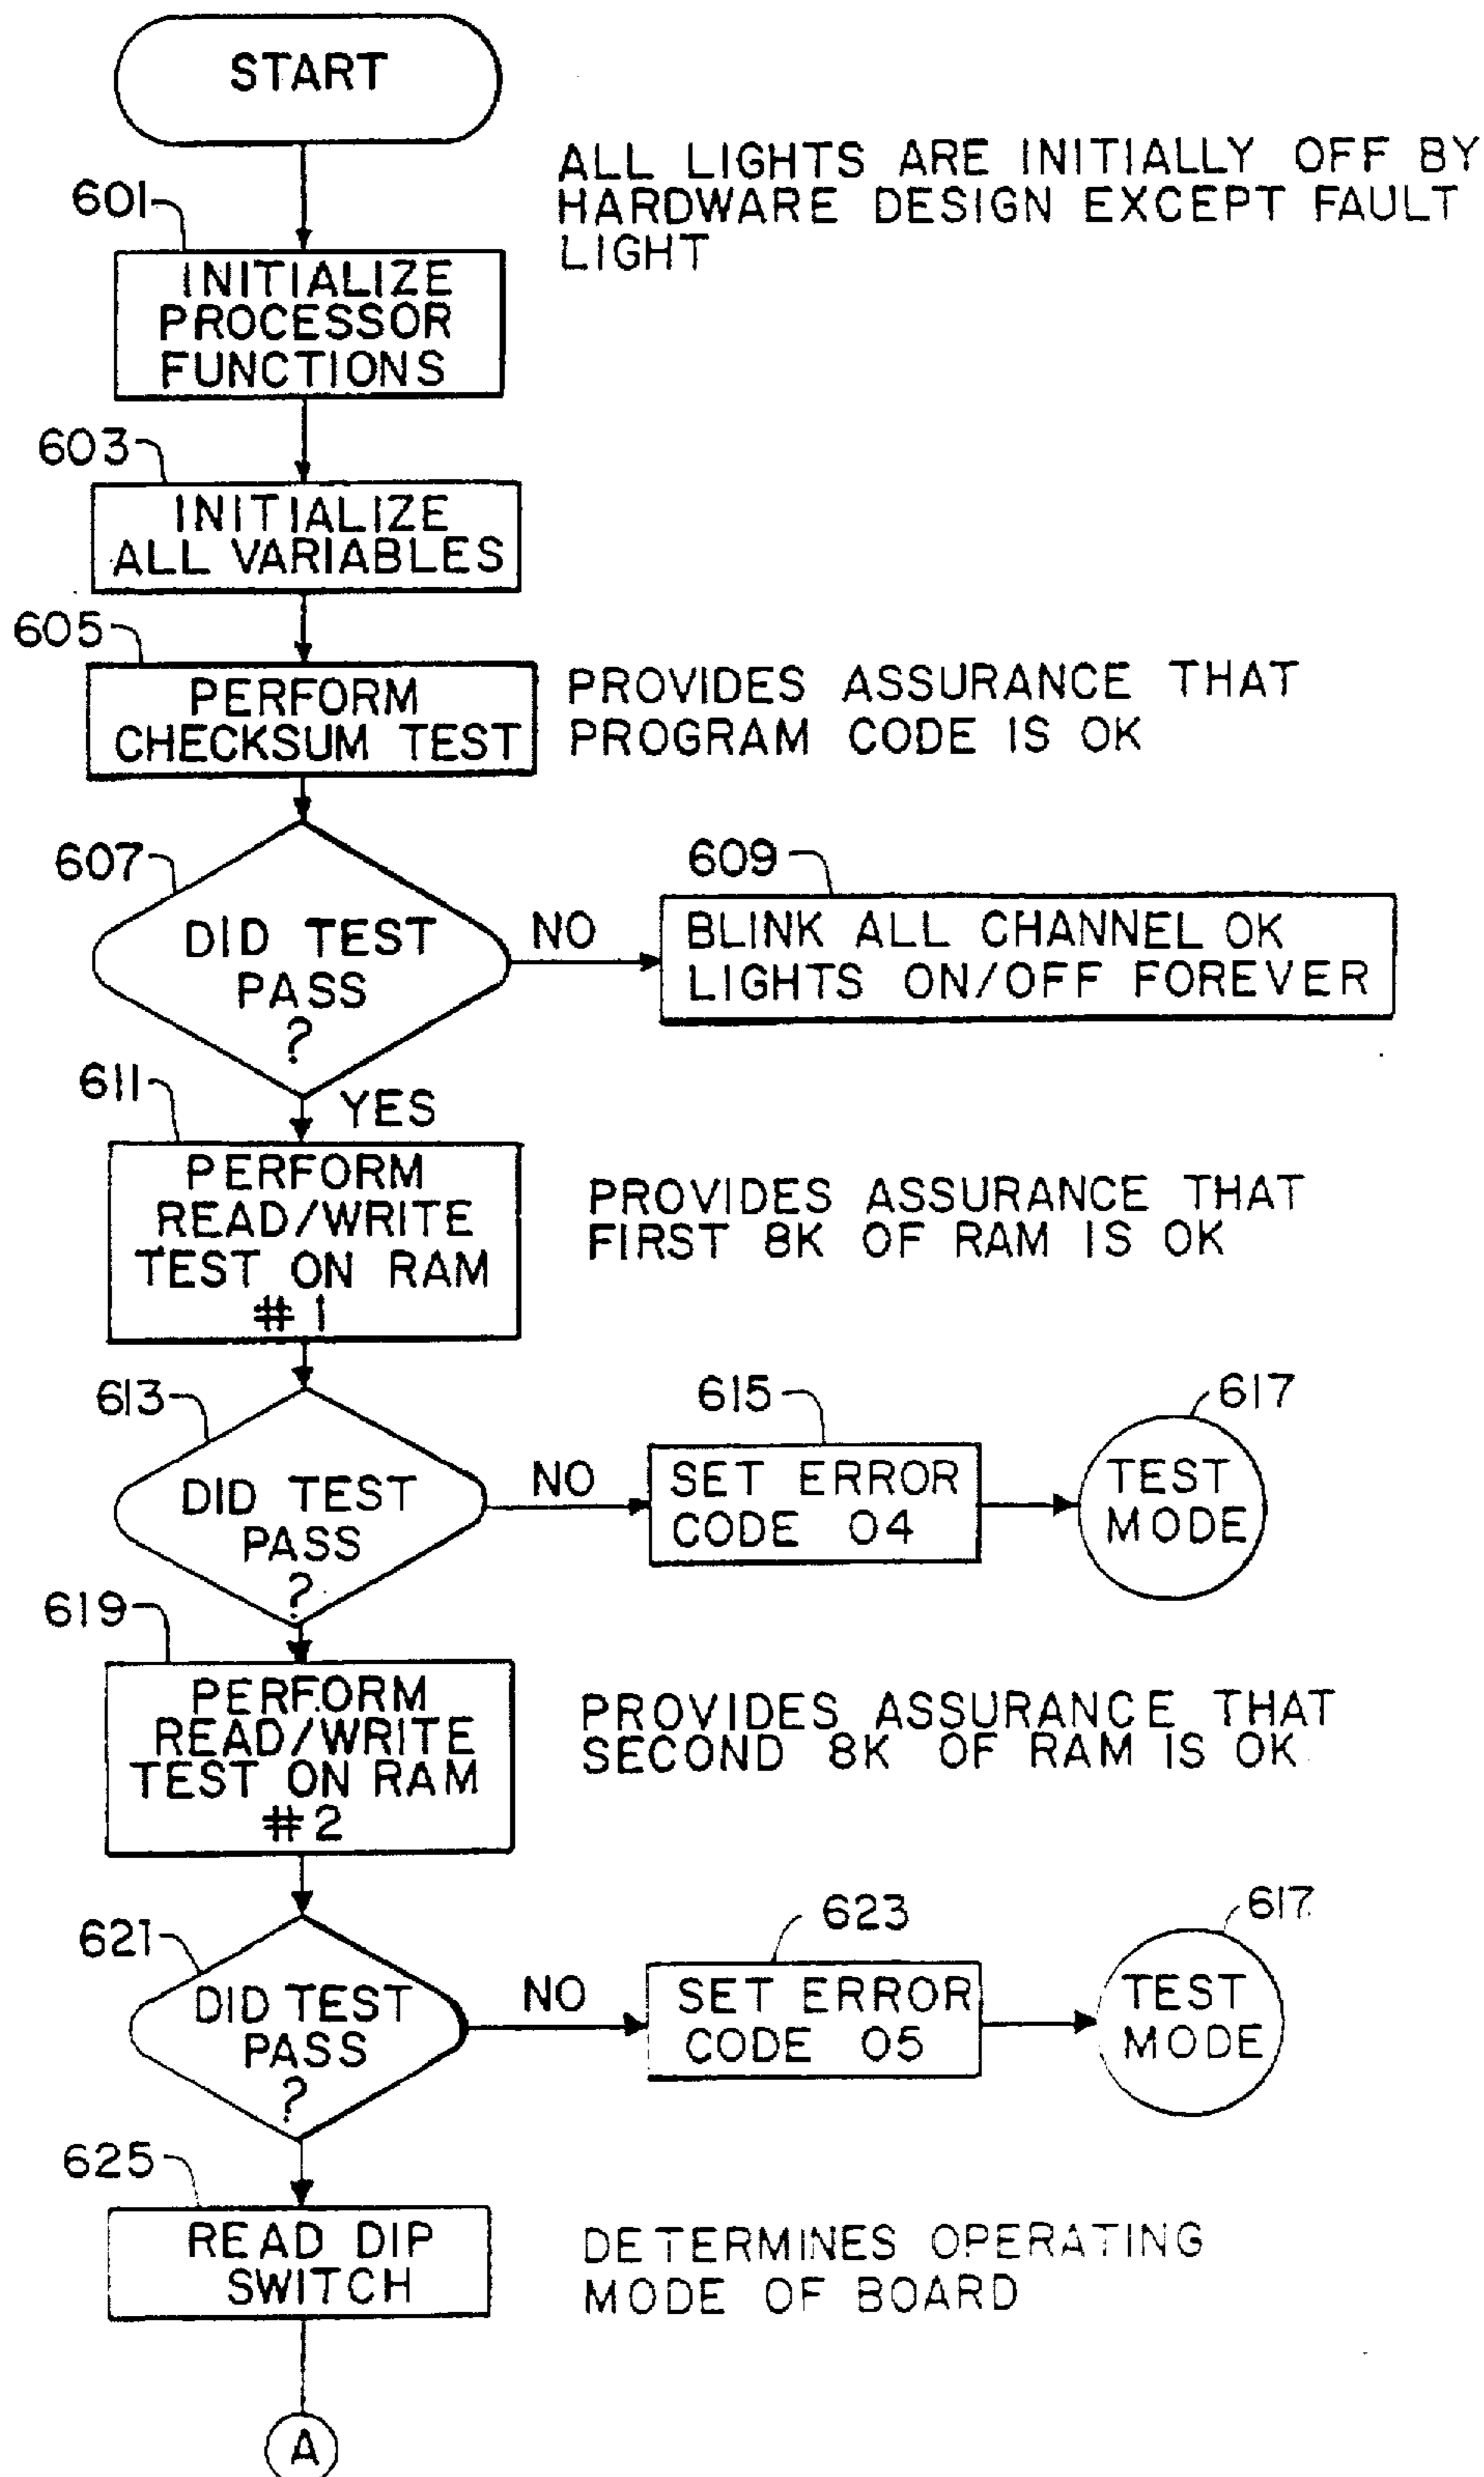 START
ALL LIGHTS ARE INITIALLY OFF BY
HARDWARE DESIGN EXCEPT FAULT
LIGHT
601
INITIALIZE
PROCESSOR
FUNCTIONS
603
INITIALIZE
ALL VARIABLES
605
PERFORM
CHECKSUM TEST
PROVIDES ASSURANCE THAT
PROGRAM CODE IS OK
607
DID TEST
PASS
?
NO
609
BLINK ALL CHANNEL OK
LIGHTS ON/OFF FOREVER
YES
611
PERFORM
READ/WRITE
TEST ON RAM
#1
PROVIDES ASSURANCE THAT
FIRST 8K OF RAM IS OK
613
DID TEST
PASS
?
NO
615
SET ERROR
CODE 04
617
TEST
MODE
619
PERFORM
READ/WRITE
TEST ON RAM
#2
PROVIDES ASSURANCE THAT
SECOND 8K OF RAM IS OK
621
DID TEST
PASS
?
NO
623
SET ERROR
CODE 05
617
TEST
MODE
625
READ DIP
SWITCH
DETERMINES OPERATING
MODE OF BOARD
A